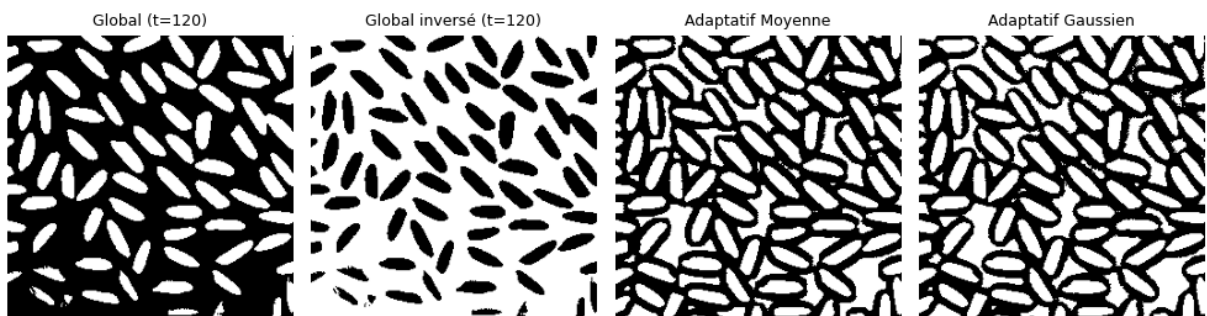 Global (t=120)
Global inversé (t=120)
Adaptatif Moyenne
Adaptatif Gaussien